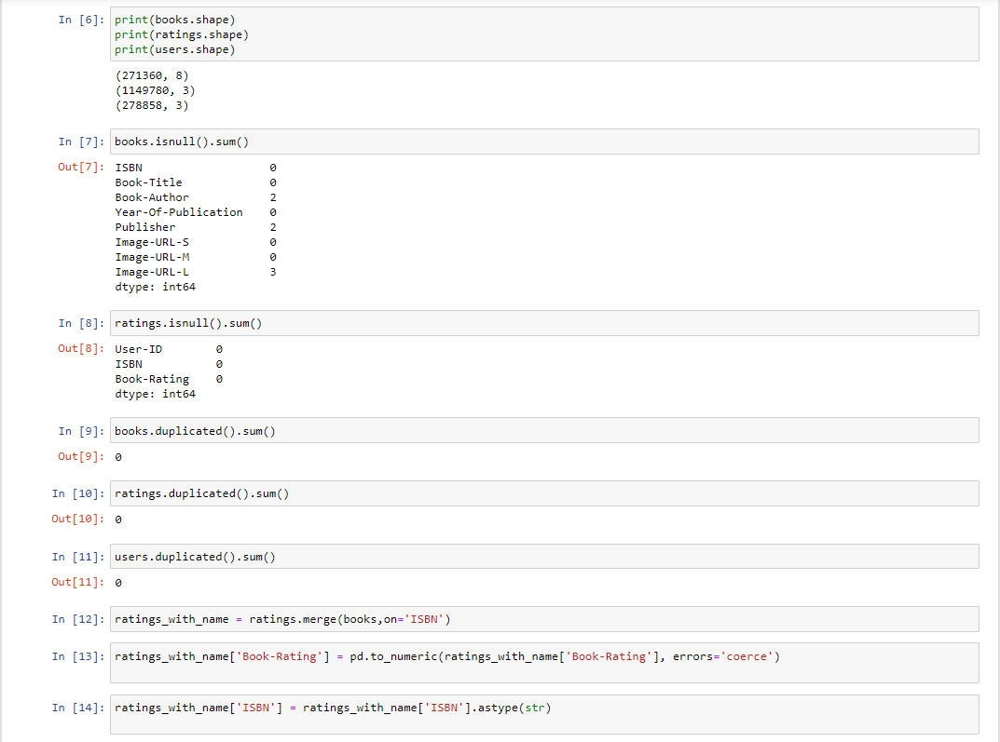 In [6]: print(books.shape)
print(ratings.shape)
print(users.shape)
(271360, 8)
(1149780, 3)
(278858, 3)
In [7]: books.isnull().sum()
Out[7]: ISBN 0
Book-Title 0
Book-Author 2
Year-Of-Publication 0
Publisher 2
Image-URL-S 0
Image-URL-M 0
Image-URL-L 3
dtype: int64
In [8]: ratings.isnull().sum()
Out[8]: User-ID 0
ISBN 0
Book-Rating 0
dtype: int64
In [9]: books.duplicated().sum()
Out[9]: 0
In [10]: ratings.duplicated().sum()
Out[10]: 0
In [11]: users.duplicated().sum()
Out[11]: 0
In [12]: ratings_with_name = ratings.merge(books,on='ISBN')
In [13]: ratings_with_name['Book-Rating'] = pd.to_numeric(ratings_with_name['Book-Rating'], errors='coerce')
In [14]: ratings_with_name['ISBN'] = ratings_with_name['ISBN'].astype(str)